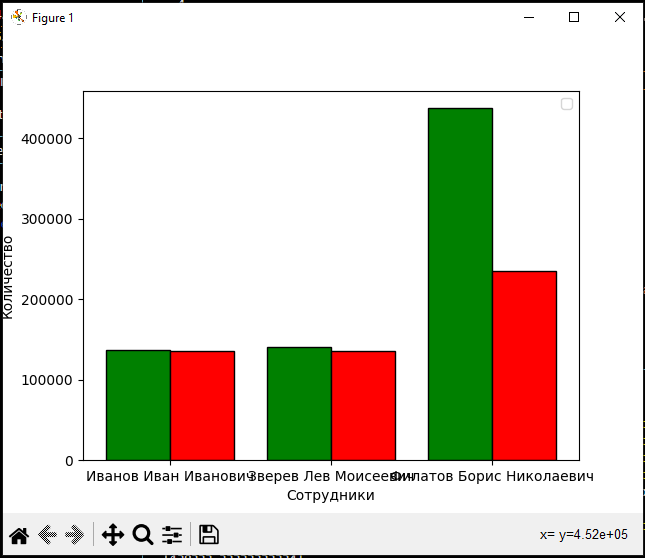 Figure 1
400000
300000
200000
100000
0
Количество
Иванов Иван Иванович
Зверев Лев Моисеевич
Филатов Борис Николаевич
Сотрудники
x= y=4.52e+05